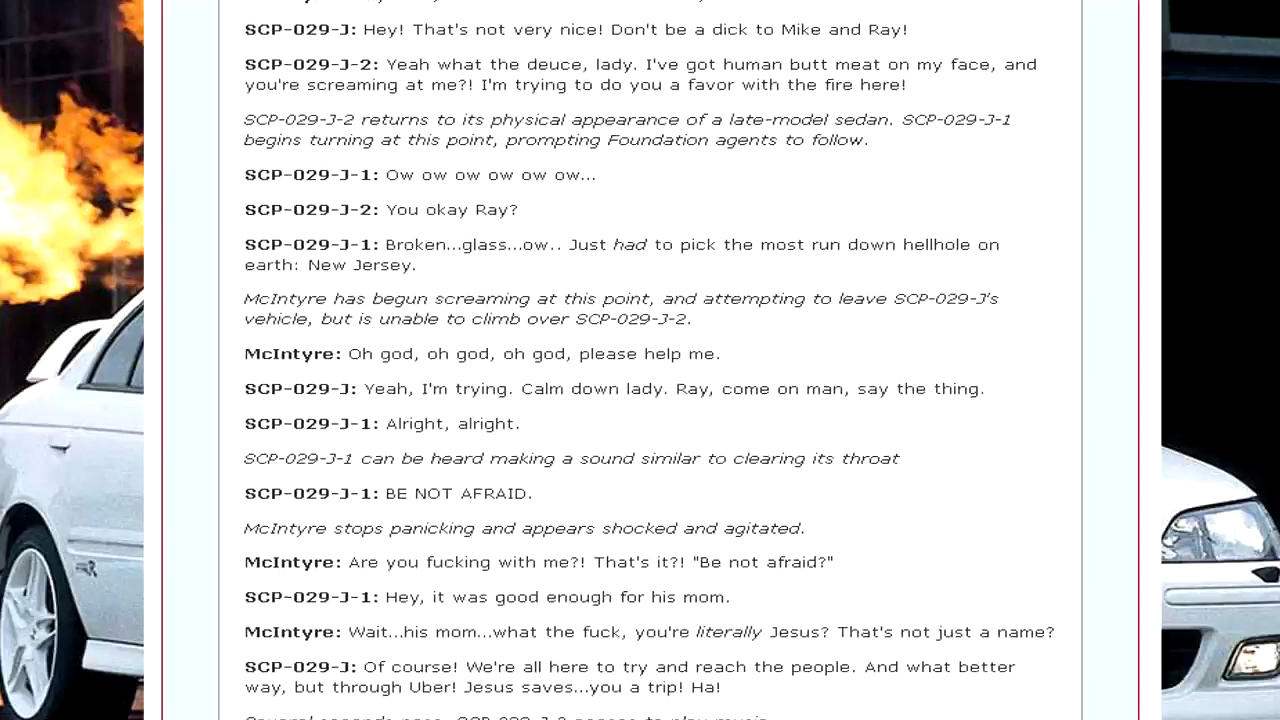 SCP-029-J: Hey! That's not very nice! Don't be a dick to Mike and Ray!
SCP-029-J-2: Yeah what the deuce, lady. I've got human butt meat on my face, and
you're screaming at me?! I'm trying to do you a favor with the fire here!
SCP-029-J-2 returns to its physical appearance of a late-model sedan. SCP-029-J-1
begins turning at this point, prompting Foundation agents to follow.
SCP-029-J-1: Ow ow ow ow ow ow...
SCP-029-J-2: You okay Ray?
SCP-029-J-1: Broken...glass...ow.. Just had to pick the most run down hellhole on
earth: New Jersey.
McIntyre has begun screaming at this point, and attempting to leave SCP-029-J's
vehicle, but is unable to climb over SCP-029-J-2.
McIntyre: Oh god, oh god, oh god, please help me.
SCP-029-J: Yeah, I'm trying. Calm down lady. Ray, come on man, say the thing.
SCP-029-J-1: Alright, alright.
SCP-029-J-1 can be heard making a sound similar to clearing its throat
SCP-029-J-1: BE NOT AFRAID.
McIntyre stops panicking and appears shocked and agitated.
McIntyre: Are you fucking with me?! That's it?! "Be not afraid?"
SCP-029-J-1: Hey, it was good enough for his mom.
McIntyre: Wait...his mom...what the fuck, you're literally Jesus? That's not just a name?
SCP-029-J: Of course! We're all here to try and reach the people. And what better
way, but through Uber! Jesus saves...you a trip! Ha!